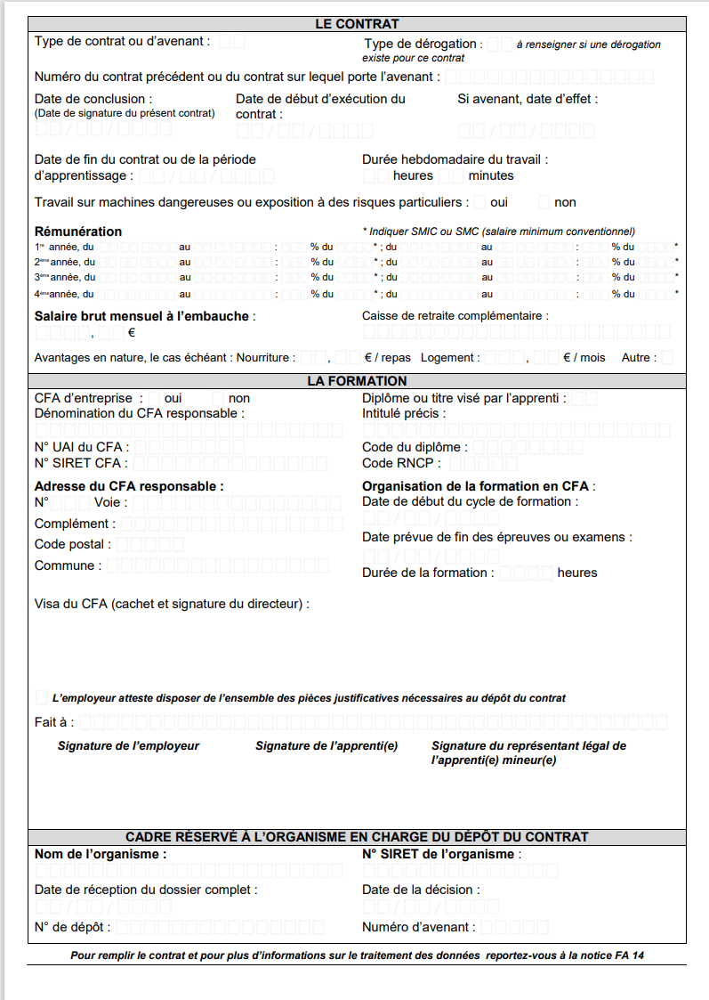 LE CONTRAT
Type de contrat ou d'avenant :
Type de dérogation : à renseigner si une dérogation
existe pour ce contrat
Numéro du contrat précédent ou du contrat sur lequel porte l'avenant :
Date de conclusion :
(Date de signature du présent contrat)
/ /
Date de début d'exécution du
contrat :
/ /
Si avenant, date d'effet :
/ /
Date de fin du contrat ou de la période
d'apprentissage : / /
Durée hebdomadaire du travail :
heures minutes
Travail sur machines dangereuses ou exposition à des risques particuliers : oui non
Rémunération
* Indiquer SMIC ou SMC (salaire minimum conventionnel)
1re année, du au : % du * ; du au : % du *
2ème année, du au : % du * ; du au : % du *
3ème année, du au : % du * ; du au : % du *
4ème année, du au : % du * ; du au : % du *
Salaire brut mensuel à l'embauche :
, €
Caisse de retraite complémentaire :
Avantages en nature, le cas échéant : Nourriture : , € / repas Logement : , € / mois Autre :
LA FORMATION
CFA d'entreprise : oui non
Dénomination du CFA responsable :
N° UAI du CFA :
N° SIRET CFA :
Diplôme ou titre visé par l'apprenti :
Intitulé précis :
Code du diplôme :
Code RNCP :
Adresse du CFA responsable :
N° Voie :
Complément :
Code postal :
Commune :
Organisation de la formation en CFA :
Date de début du cycle de formation :
/ /
Date prévue de fin des épreuves ou examens :
/ /
Durée de la formation : heures
Visa du CFA (cachet et signature du directeur) :
L'employeur atteste disposer de l'ensemble des pièces justificatives nécessaires au dépôt du contrat
Fait à :
Signature de l'employeur
Signature de l'apprenti(e)
Signature du représentant légal de
l'apprenti(e) mineur(e)
CADRE RÉSERVÉ À L'ORGANISME EN CHARGE DU DÉPÔT DU CONTRAT
Nom de l'organisme :
N° SIRET de l'organisme :
Date de réception du dossier complet :
/ /
Date de la décision :
/ /
N° de dépôt :
Numéro d'avenant :
Pour remplir le contrat et pour plus d'informations sur le traitement des données reportez-vous à la notice FA 14